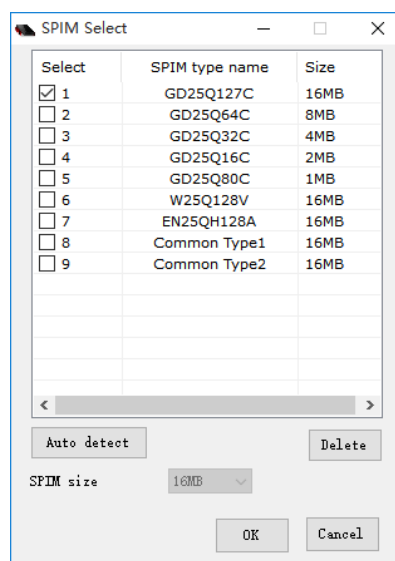 SPIM Select
Select SPIM type name Size
1 GD25Q127C 16MB
2 GD25Q64C 8MB
3 GD25Q32C 4MB
4 GD25Q16C 2MB
5 GD25Q80C 1MB
6 W25Q128V 16MB
7 EN25QH128A 16MB
8 Common Type1 16MB
9 Common Type2 16MB
Auto detect Delete
SPIM size 16MB
OK Cancel